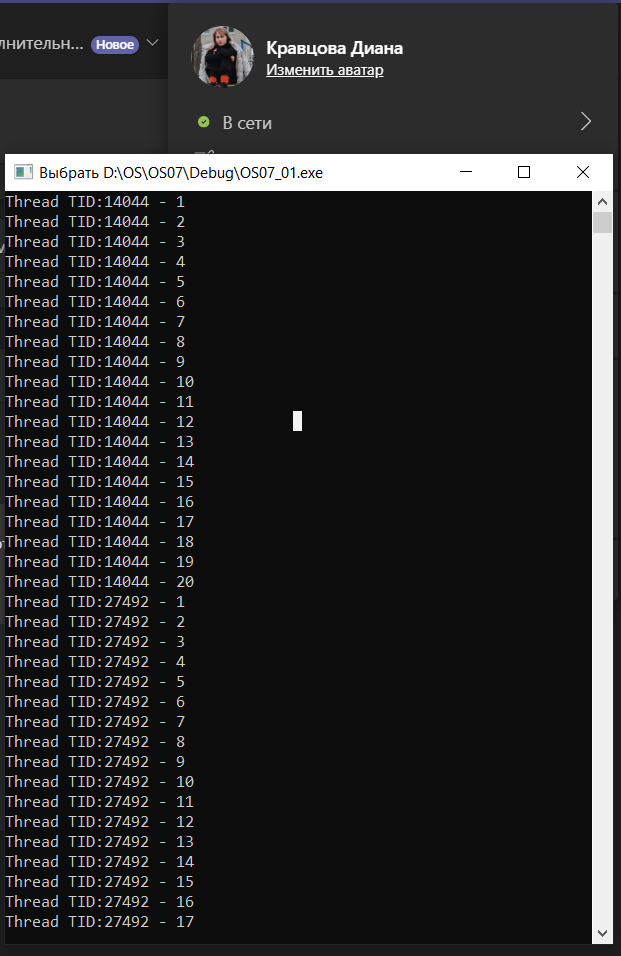 лнительн... Новое
Кравцова Диана
Изменить аватар
В сети
Выбрать D:\OS\OS07\Debug\OS07_01.exe
Thread TID:14044 - 1
Thread TID:14044 - 2
Thread TID:14044 - 3
Thread TID:14044 - 4
Thread TID:14044 - 5
Thread TID:14044 - 6
Thread TID:14044 - 7
Thread TID:14044 - 8
Thread TID:14044 - 9
Thread TID:14044 - 10
Thread TID:14044 - 11
Thread TID:14044 - 12
Thread TID:14044 - 13
Thread TID:14044 - 14
Thread TID:14044 - 15
Thread TID:14044 - 16
Thread TID:14044 - 17
Thread TID:14044 - 18
Thread TID:14044 - 19
Thread TID:14044 - 20
Thread TID:27492 - 1
Thread TID:27492 - 2
Thread TID:27492 - 3
Thread TID:27492 - 4
Thread TID:27492 - 5
Thread TID:27492 - 6
Thread TID:27492 - 7
Thread TID:27492 - 8
Thread TID:27492 - 9
Thread TID:27492 - 10
Thread TID:27492 - 11
Thread TID:27492 - 12
Thread TID:27492 - 13
Thread TID:27492 - 14
Thread TID:27492 - 15
Thread TID:27492 - 16
Thread TID:27492 - 17